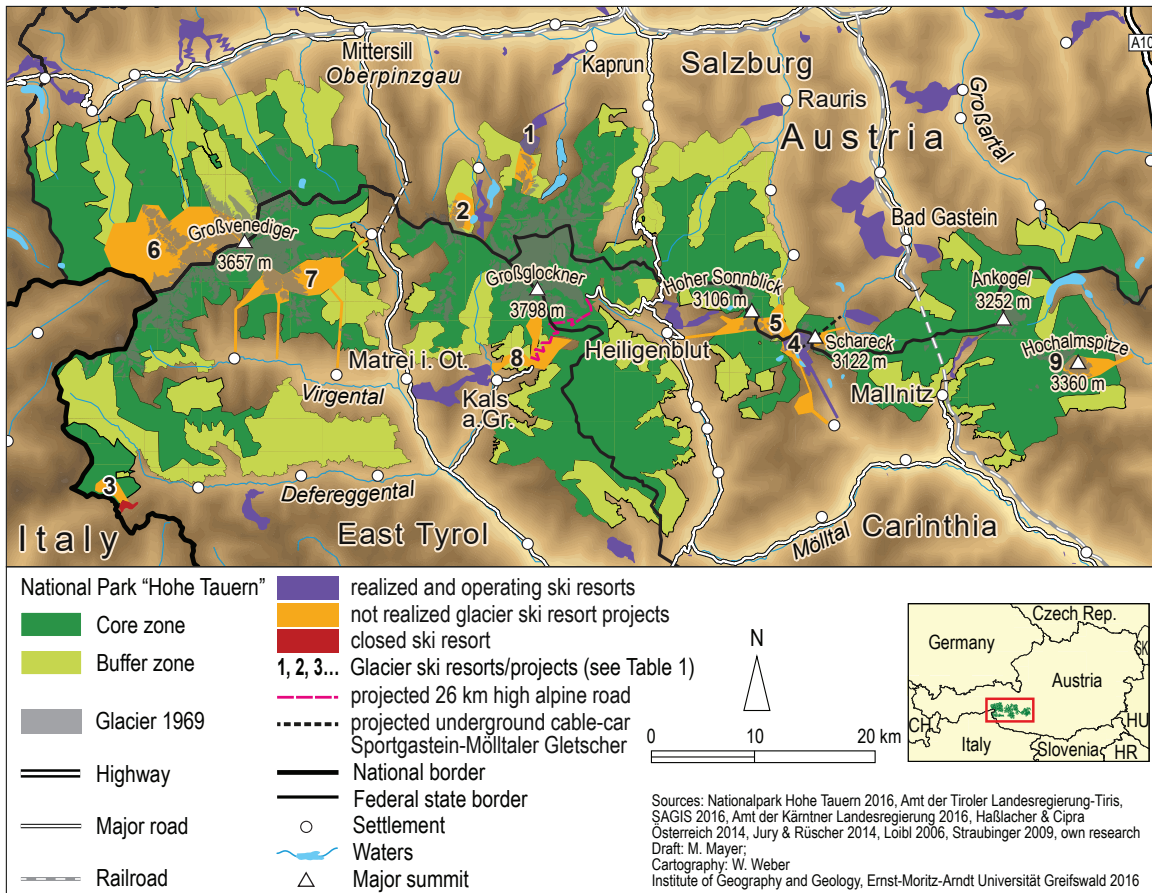 A10
Mittersill
Oberpinzgau
Kaprun
Salzburg
Rauris
Großartal
Austria
1
2
Bad Gastein
Großvenediger
6
3657 m
7
Großglockner
3798 m
Hoher Sonnblick
3106 m
5
4
Schareck
3122 m
Ankogel
3252 m
Hochalmspitze
9
3360 m
Matrei i. Ot.
8
Heiligenblut
Virgental
Kals
a.Gr.
Mallnitz
3
Defereggental
Italy
East Tyrol
Mölltal
Carinthia
National Park “Hohe Tauern”
Core zone
Buffer zone
Glacier 1969
Highway
Major road
Railroad
realized and operating ski resorts
not realized glacier ski resort projects
closed ski resort
1, 2, 3... Glacier ski resorts/projects (see Table 1)
projected 26 km high alpine road
projected underground cable-car
Sportgastein-Mölltaler Gletscher
National border
Federal state border
Settlement
Waters
Major summit
N
0 10 20 km
Czech Rep.
Germany
SK
Austria
CH
HU
Italy
Slovenia
HR
Sources: Nationalpark Hohe Tauern 2016, Amt der Tiroler Landesregierung-Tiris,
SAGIS 2016, Amt der Kärntner Landesregierung 2016, Haßlacher & Cipra
Österreich 2014, Jury & Rüscher 2014, Loibl 2006, Straubinger 2009, own research
Draft: M. Mayer;
Cartography: W. Weber
Institute of Geography and Geology, Ernst-Moritz-Arndt Universität Greifswald 2016